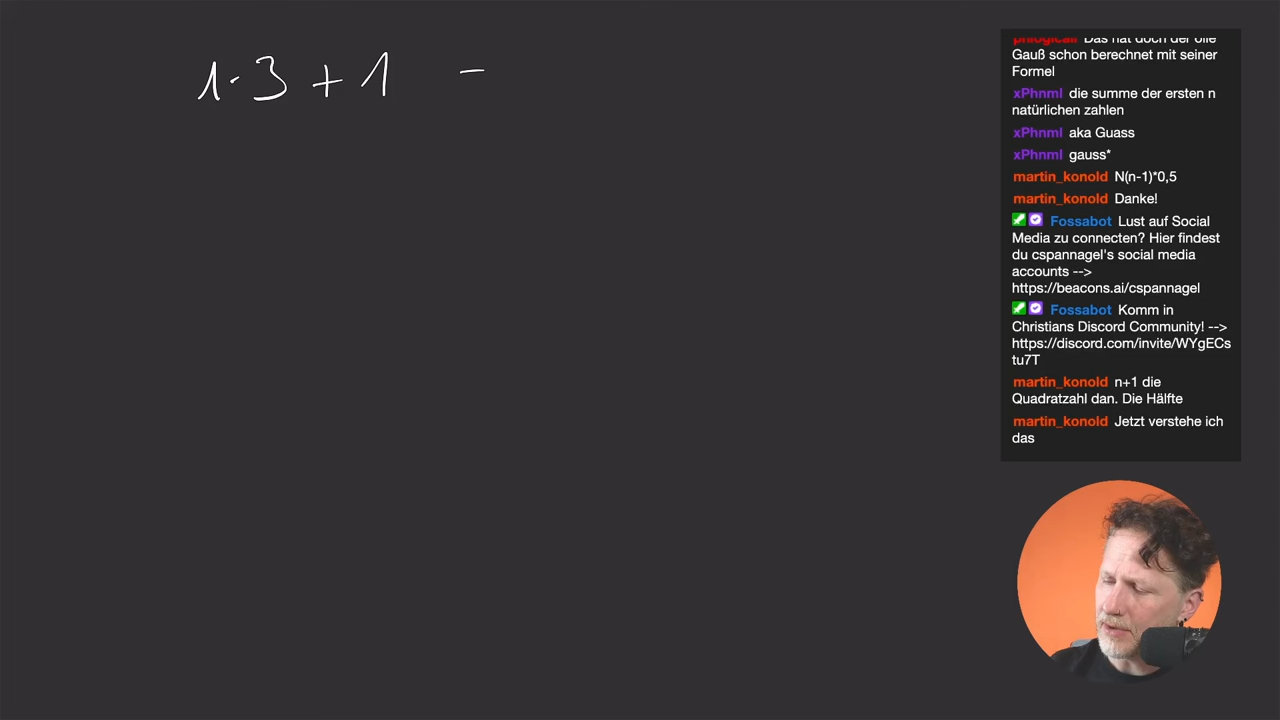 1·3 + 1 -
phlogicall Das hat doch der olle
Gauß schon berechnet mit seiner
Formel
xPhnml die summe der ersten n
natürlichen zahlen
xPhnml aka Guass
xPhnml gauss*
martin_konold N(n-1)*0,5
martin_konold Danke!
Fossabot Lust auf Social
Media zu connecten? Hier findest
du cspannagel's social media
accounts -->
https://beacons.ai/cspannagel
Fossabot Komm in
Christians Discord Community! -->
https://discord.com/invite/WYgECs
tu7T
martin_konold n+1 die
Quadratzahl dan. Die Hälfte
martin_konold Jetzt verstehe ich
das